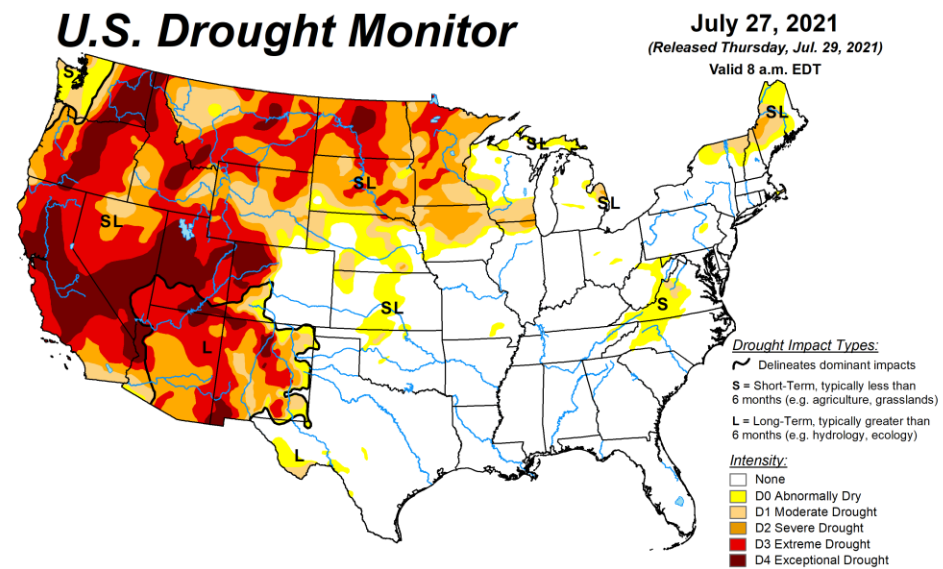 U.S. Drought Monitor
July 27, 2021
(Released Thursday, Jul. 29, 2021)
Valid 8 a.m. EDT
S
SL
SL
SL
SL
SL
SL
S
L
L
Drought Impact Types:
Delineates dominant impacts
S = Short-Term, typically less than
6 months (e.g. agriculture, grasslands)
L = Long-Term, typically greater than
6 months (e.g. hydrology, ecology)
Intensity:
None
D0 Abnormally Dry
D1 Moderate Drought
D2 Severe Drought
D3 Extreme Drought
D4 Exceptional Drought